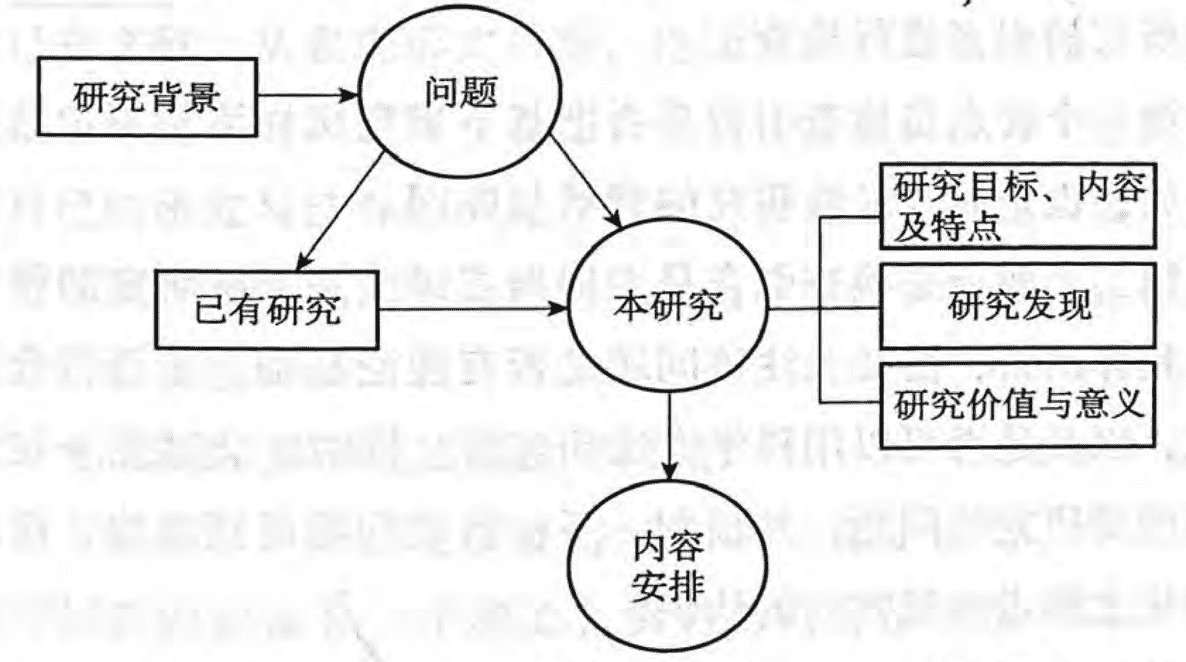 研究背景
问题
研究目标、内容
及特点
已有研究
本研究
研究发现
研究价值与意义
内容
安排